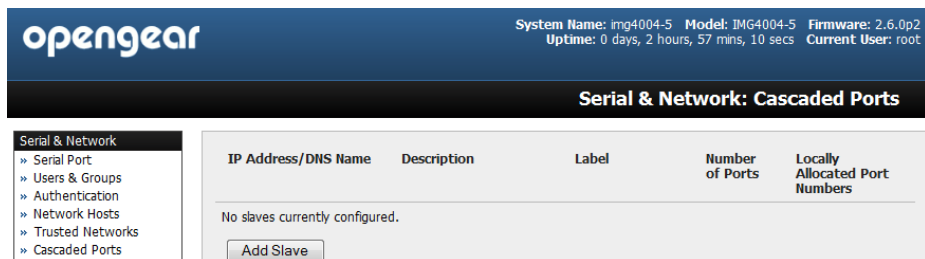 opengear
System Name: img4004-5 Model: IMG4004-5 Firmware: 2.6.0p2
Uptime: 0 days, 2 hours, 57 mins, 10 secs Current User: root
Serial & Network: Cascaded Ports
Serial & Network
» Serial Port
» Users & Groups
» Authentication
» Network Hosts
» Trusted Networks
» Cascaded Ports
IP Address/DNS Name Description Label Number of Ports Locally Allocated Port Numbers
No slaves currently configured.
Add Slave